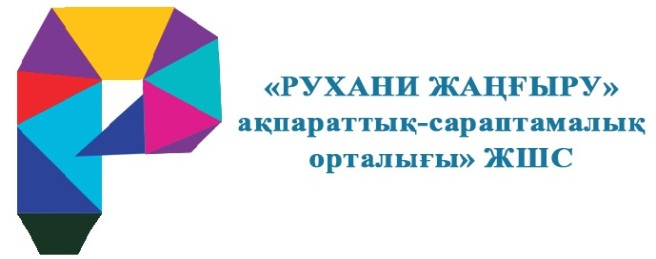 «РУХАНИ ЖАҢҒЫРУ»
ақпараттық-сараптамалық
орталығы» ЖШС